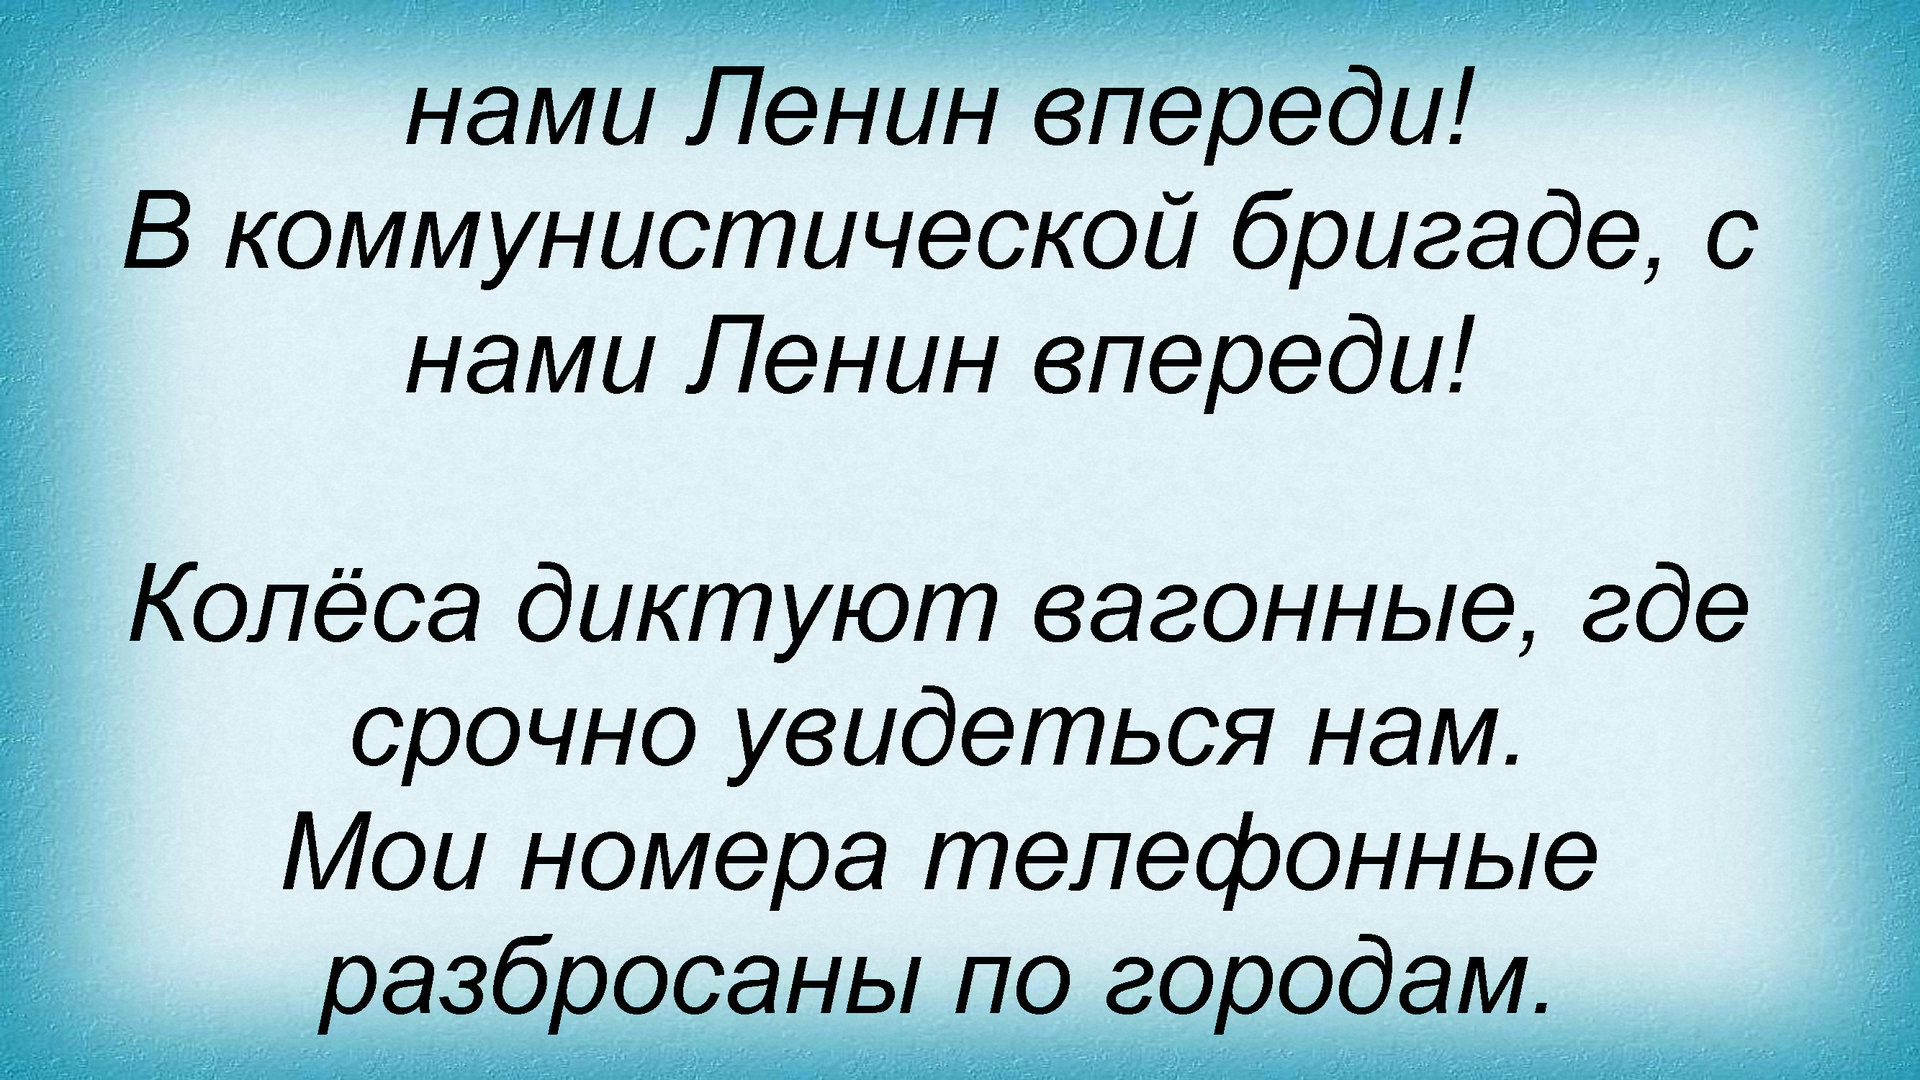 нами Ленин впереди!
В коммунистической бригаде, с
нами Ленин впереди!
Колёса диктуют вагонные, где
срочно увидеться нам.
Мои номера телефонные
разбросаны по городам.